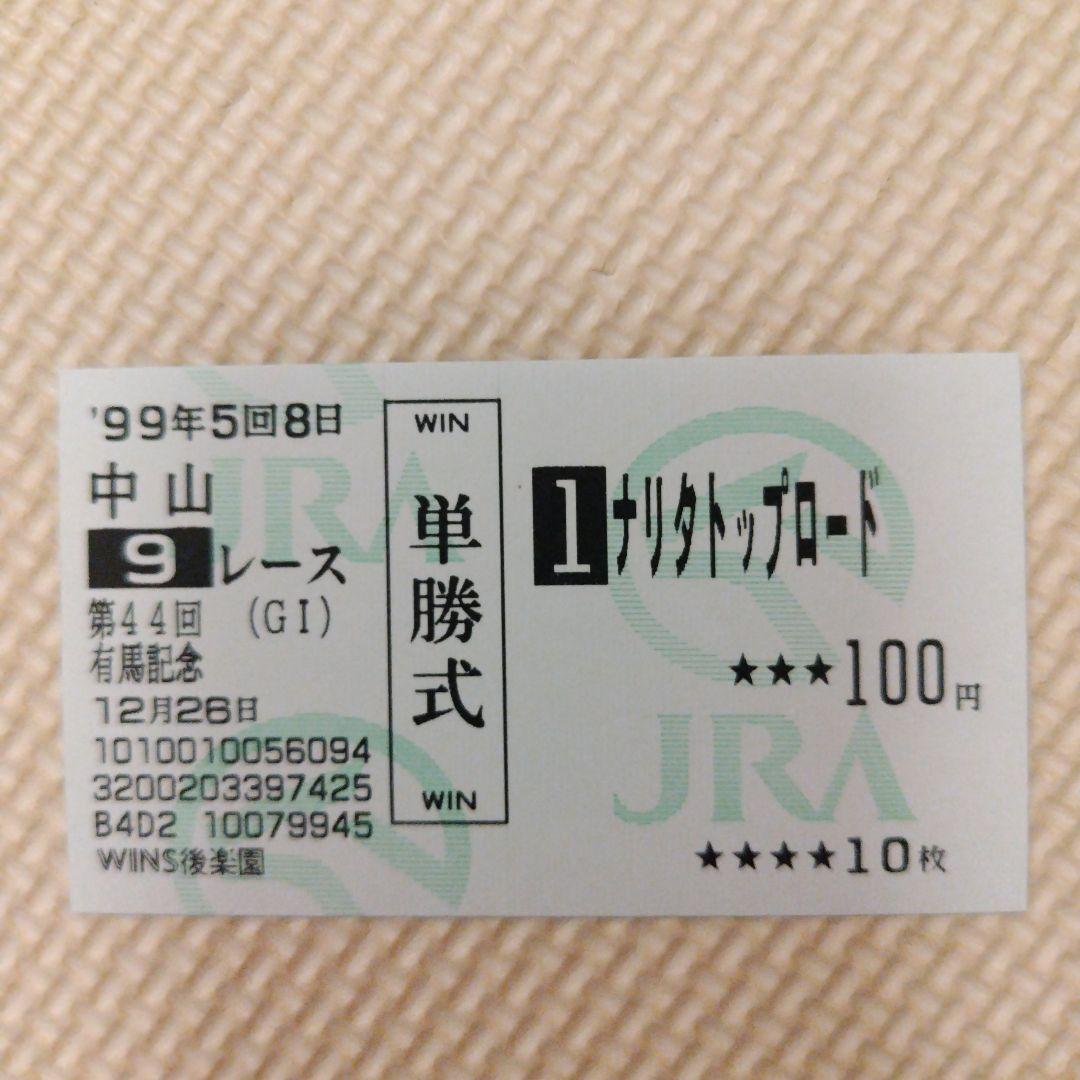 '99年5回8日
中山
9レース
第44回 (GI)
有馬記念
12月26日
1010010056094
3200203397425
B4D2 10079945
WINS後楽園
WIN
単勝式
WIN
1ナリタトップロード
★★★100円
★★★★10枚
JRA
JRA